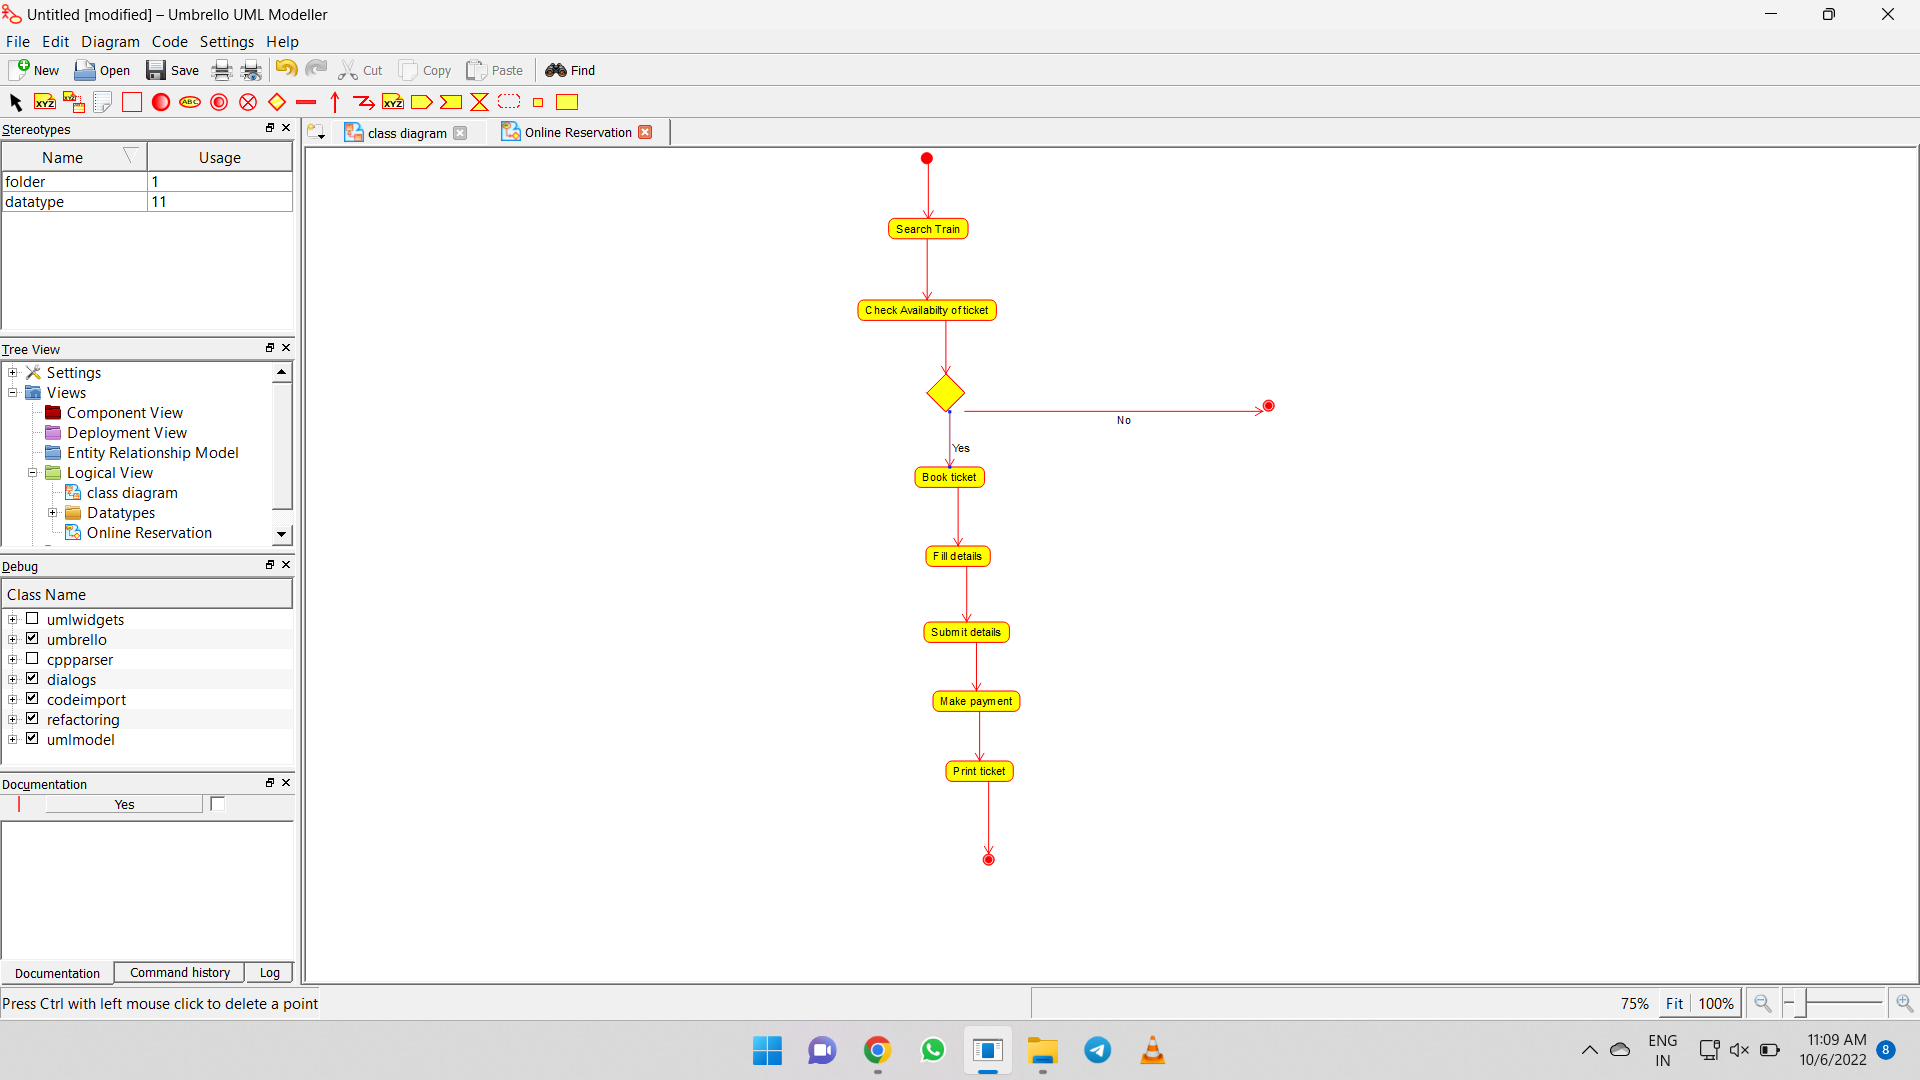 Untitled [modified] – Umbrello UML Modeller
File Edit Diagram Code Settings Help
New Open Save Cut Copy Paste Find
XYZ XYZ ABC XYZ
Stereotypes
class diagram Online Reservation
Name Usage
folder 1
datatype 11
Search Train
Check Availabilty of ticket
No
Yes
Book ticket
Fill details
Submit details
Make payment
Print ticket
Tree View
Settings
Views
Component View
Deployment View
Entity Relationship Model
Logical View
class diagram
Datatypes
Online Reservation
Debug
Class Name
umlwidgets
umbrello
cppparser
dialogs
codeimport
refactoring
umlmodel
Documentation
Yes
Documentation Command history Log
Press Ctrl with left mouse click to delete a point
75% Fit 100%
ENG
IN
11:09 AM
10/6/2022
8